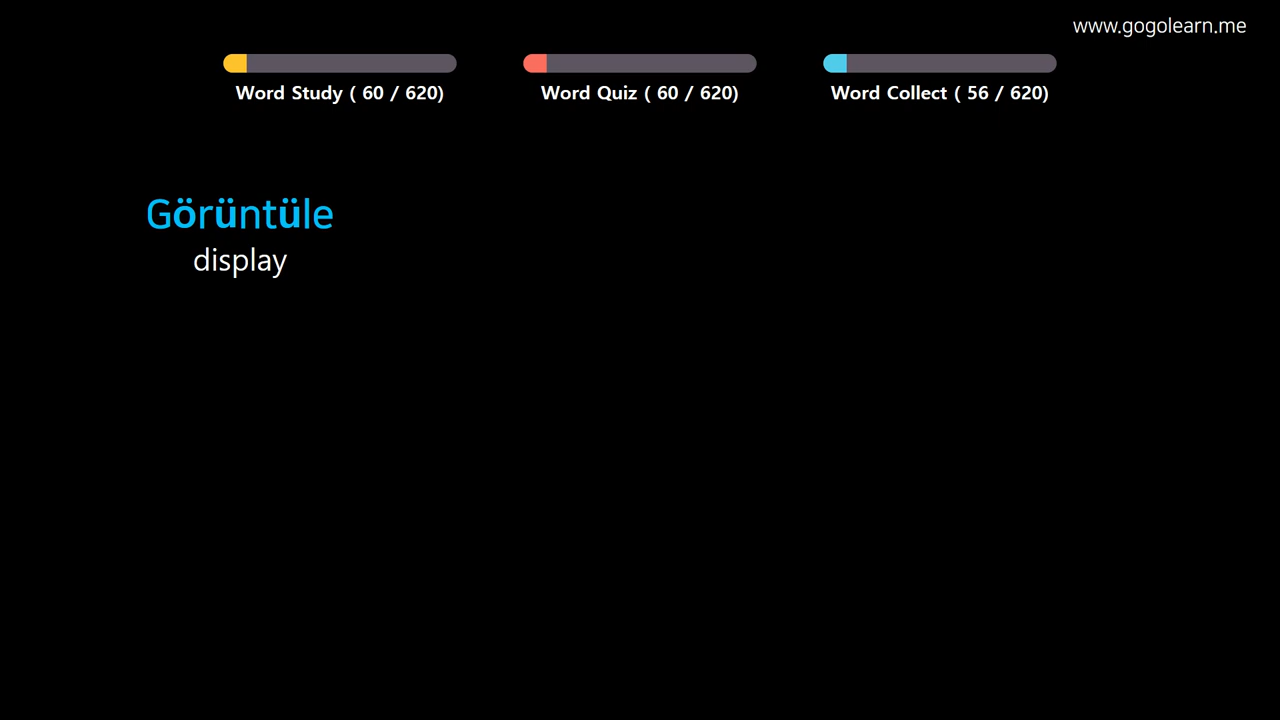 www.gogolearn.me
Word Study ( 60 / 620)
Word Quiz ( 60 / 620)
Word Collect ( 56 / 620)
Görüntüle
display